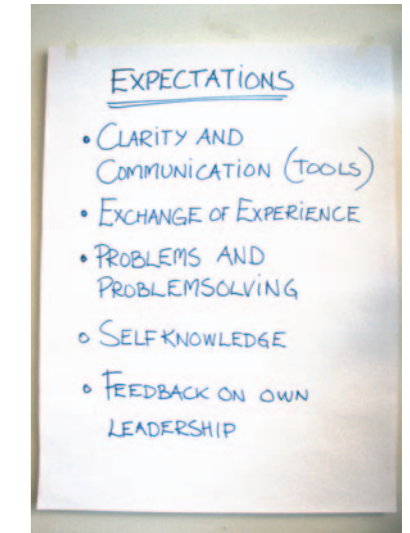 EXPECTATIONS
• CLARITY AND
COMMUNICATION (TOOLS)
• EXCHANGE OF EXPERIENCE
• PROBLEMS AND
PROBLEMSOLVING
• SELFKNOWLEDGE
• FEEDBACK ON OWN
LEADERSHIP